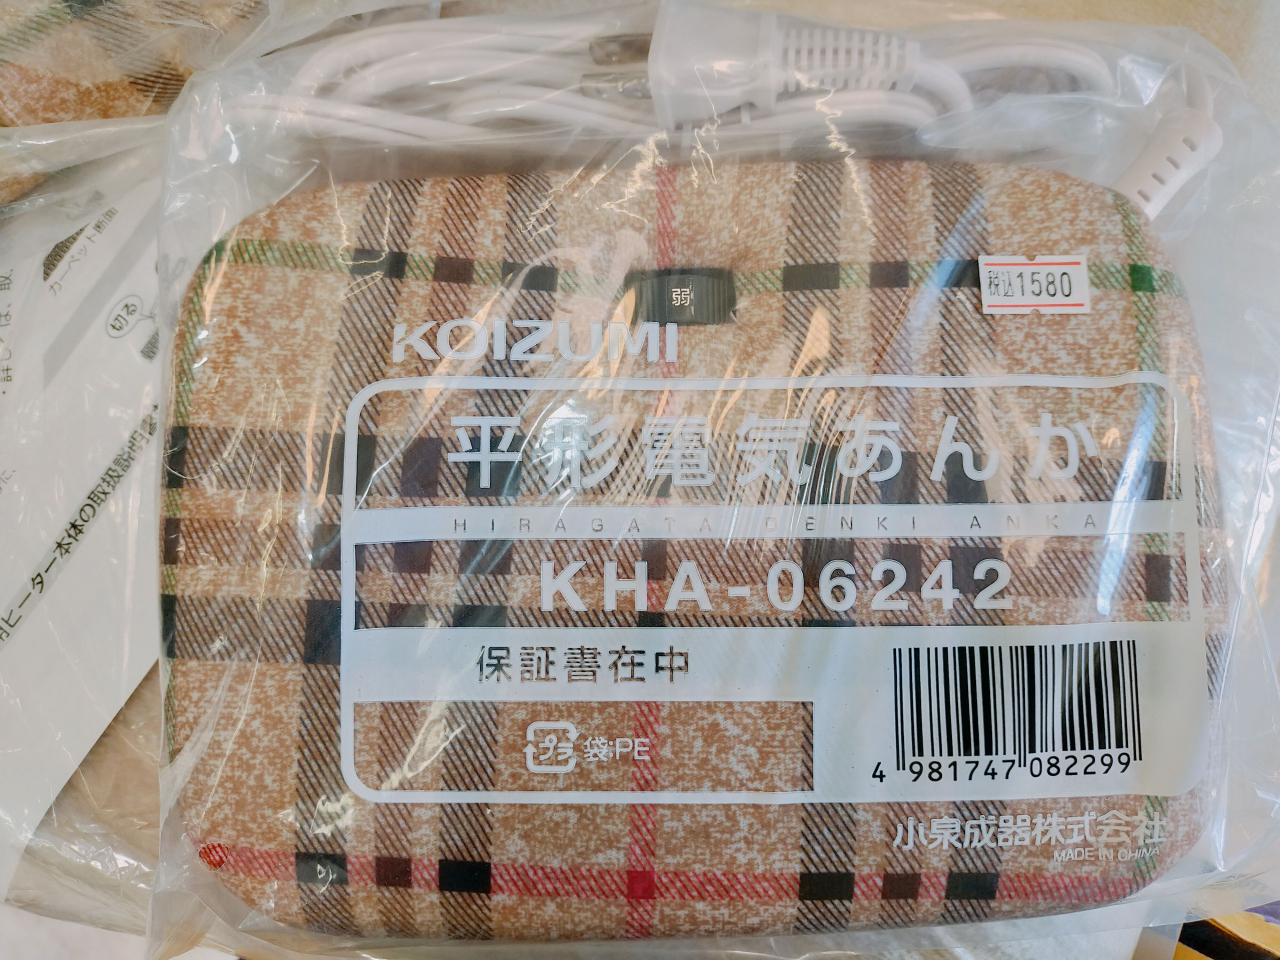 弱
税込1580
KOIZUMI
平形電気あんか
HIRAGATA DENKI ANKA
KHA-06242
保証書在中
プラ 袋:PE
4 981747 082299
小泉成器株式会社
MADE IN CHINA
カーペット断面
切る
ヒーター本体の取扱説明書